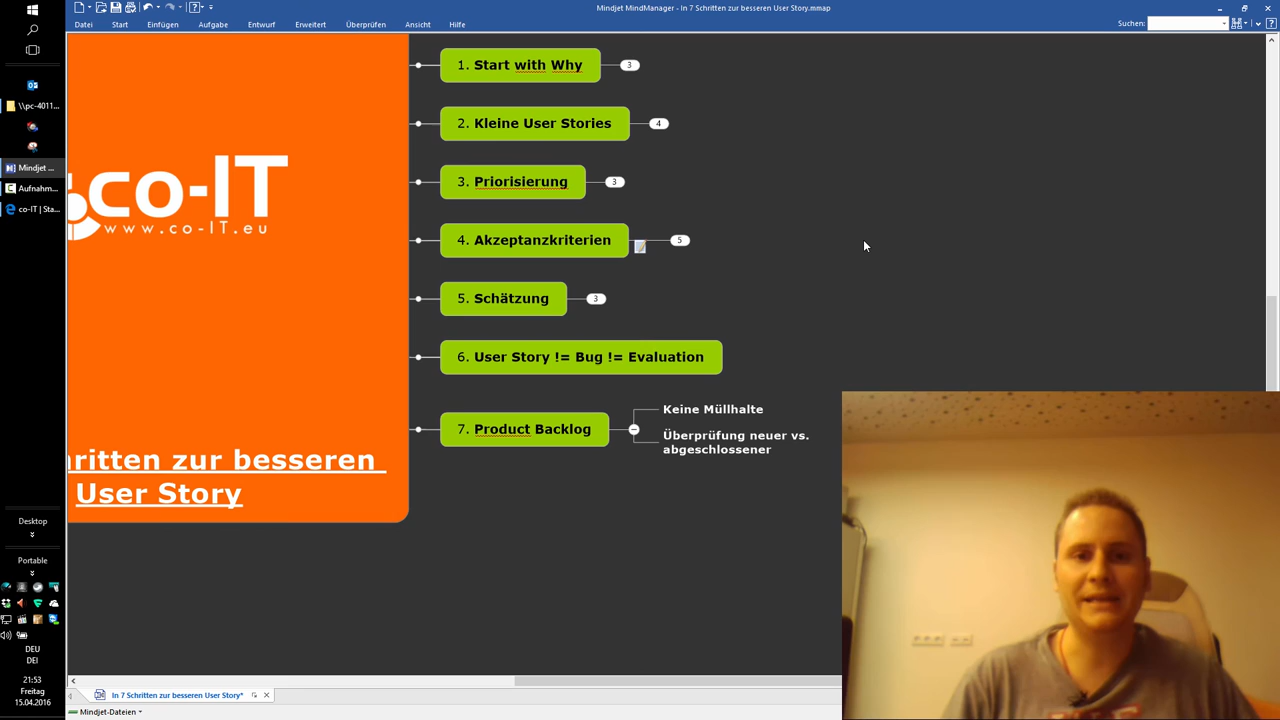 Mindjet MindManager - In 7 Schritten zur besseren User Story.mmap
Datei Start Einfügen Aufgabe Entwurf Erweitert Überprüfen Ansicht Hilfe Suchen:
1. Start with Why 3
2. Kleine User Stories 4
3. Priorisierung 3
4. Akzeptanzkriterien 5
5. Schätzung 3
6. User Story != Bug != Evaluation
7. Product Backlog
Keine Müllhalte
Überprüfung neuer vs.
abgeschlossener
co-IT
www.co-IT.eu
hritten zur besseren
User Story
\\pc-4011...
Mindjet ...
Aufnahm...
co-IT | Sta...
Desktop
Portable
DEU
DEI
21:53
Freitag
15.04.2016
In 7 Schritten zur besseren User Story*
Mindjet-Dateien